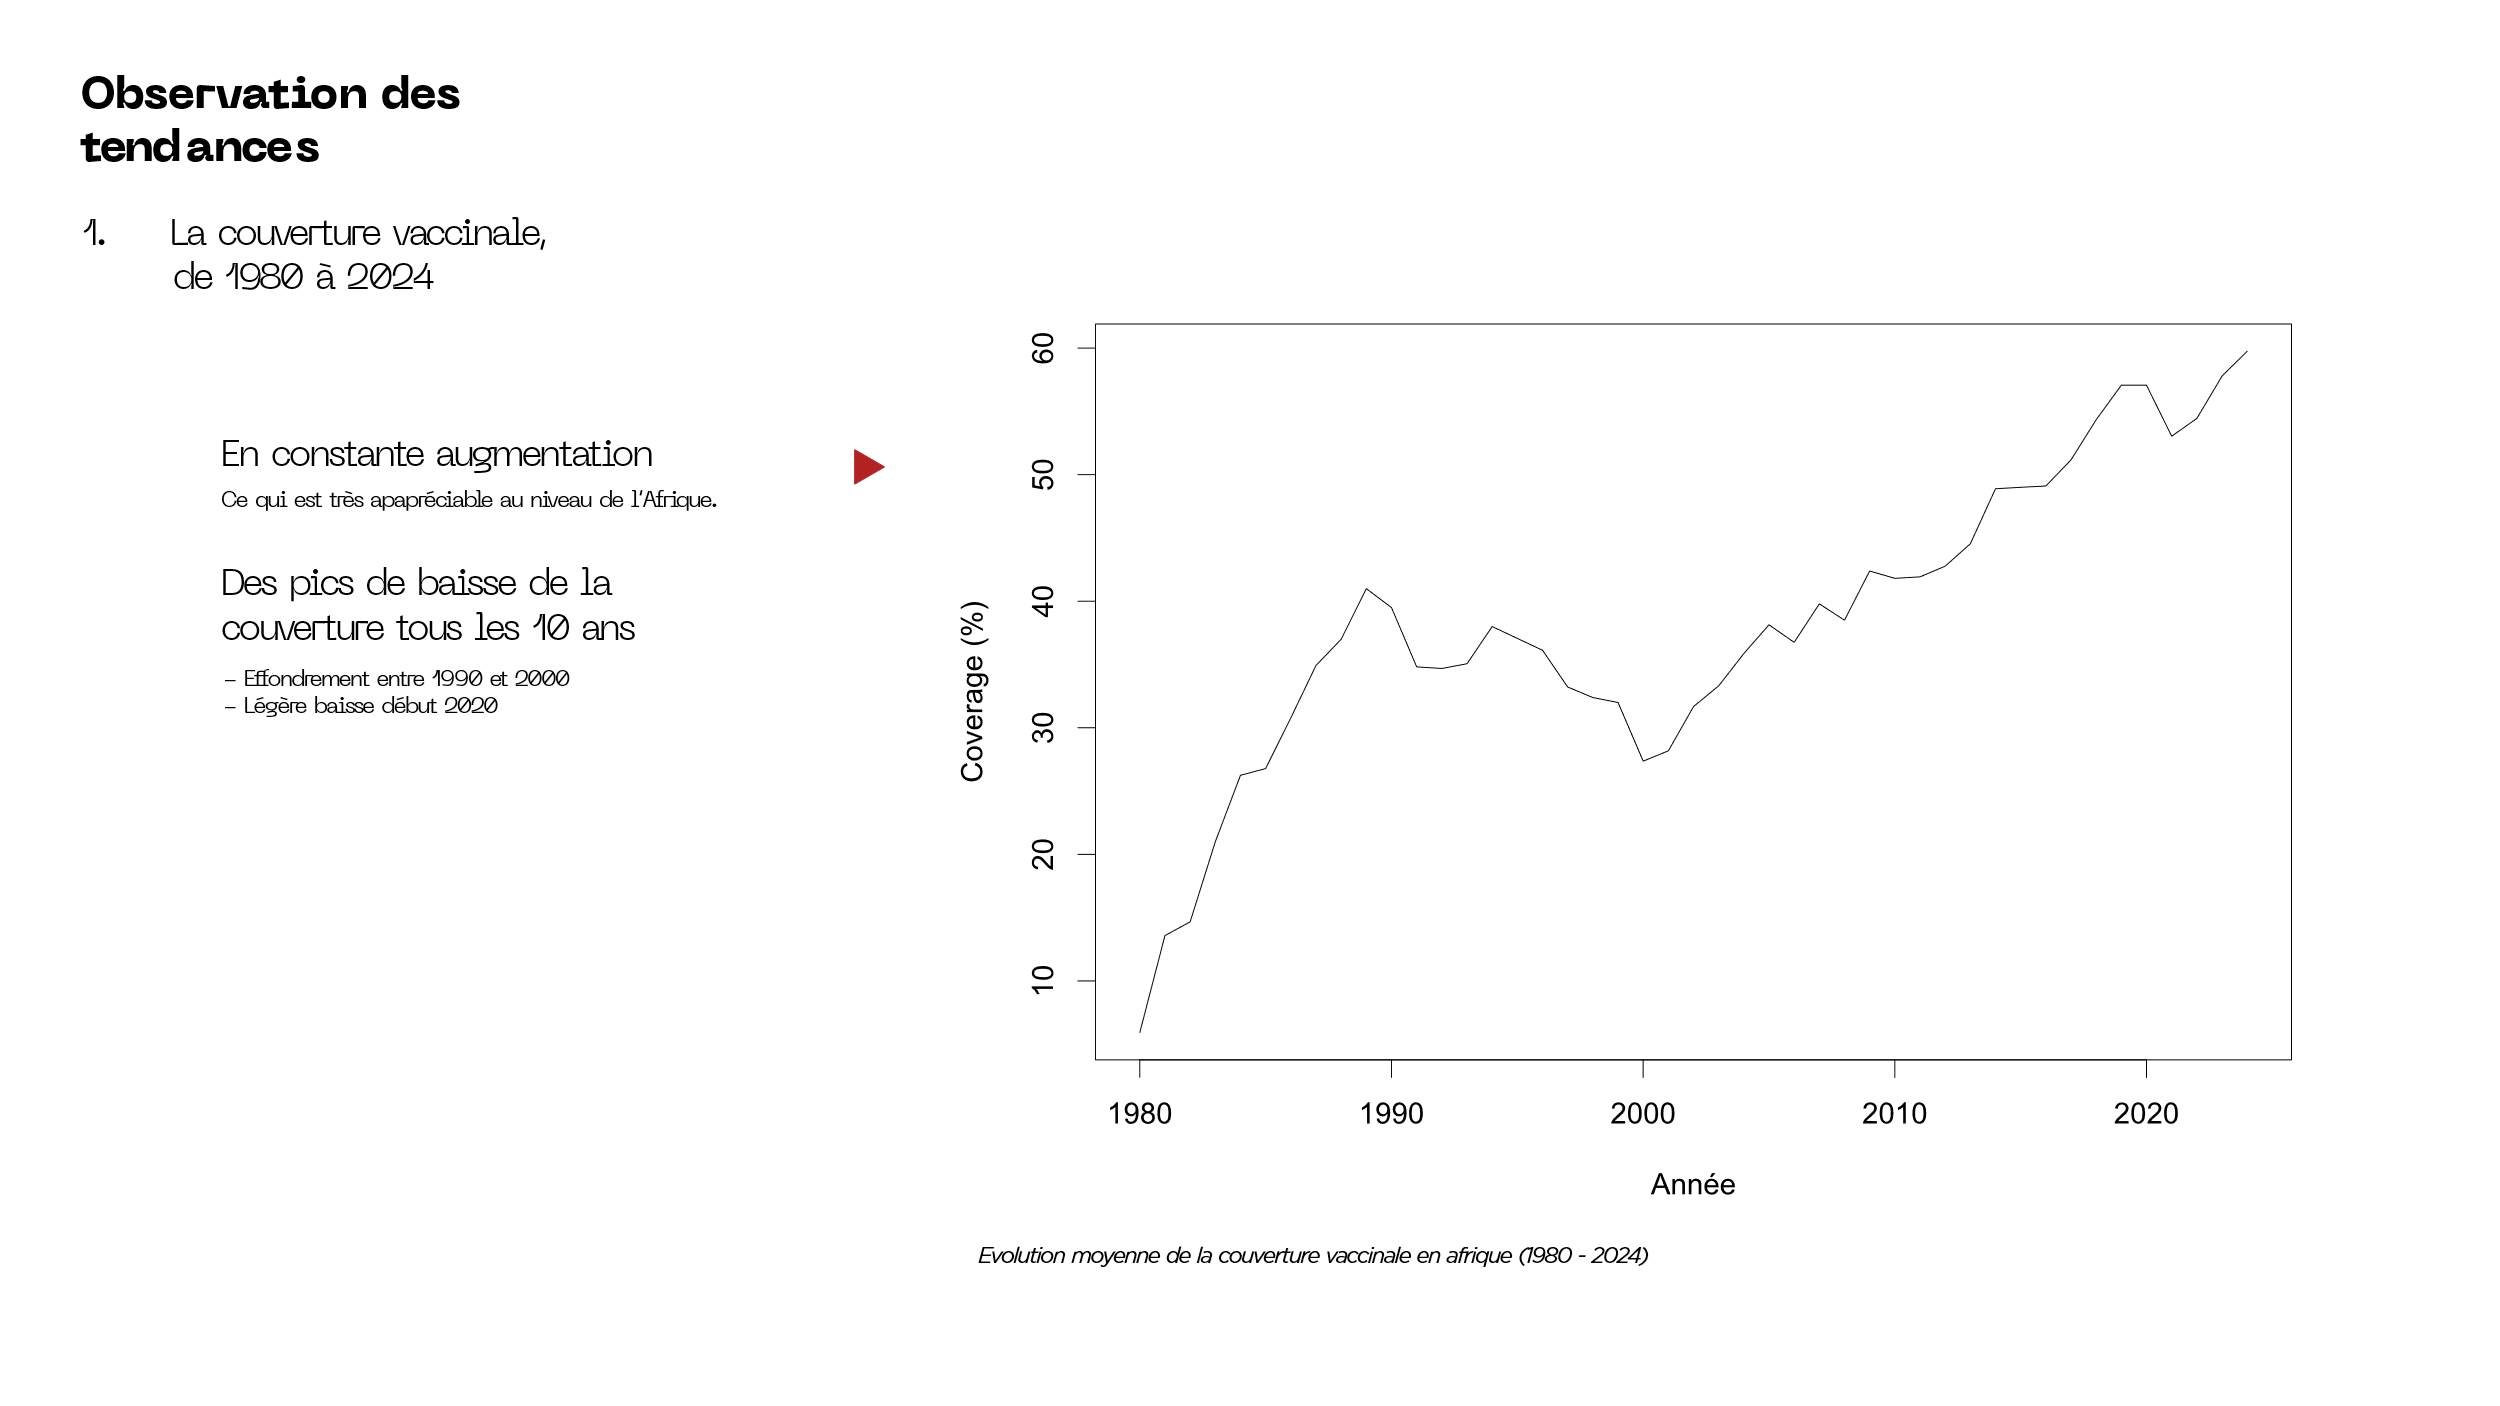 Observation des
tendances
1. La couverture vaccinale,
de 1980 à 2024
En constante augmentation
Ce qui est très apapréciable au niveau de l'Afrique.
Des pics de baisse de la
couverture tous les 10 ans
– Effondrement entre 1990 et 2000
– Légère baisse début 2020
Coverage (%)
60
50
40
30
20
10
1980 1990 2000 2010 2020
Année
Evolution moyenne de la couverture vaccinale en afrique (1980 - 2024)